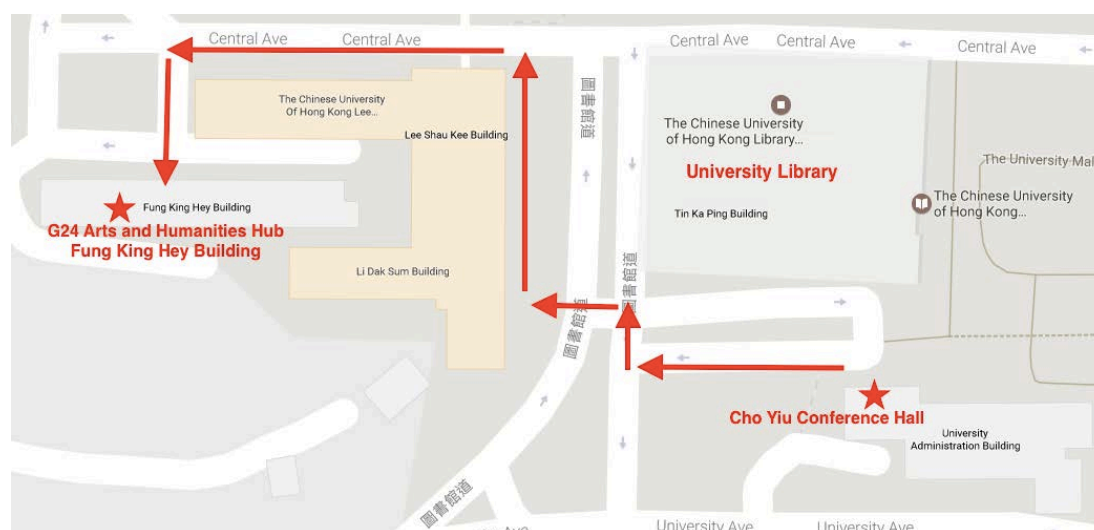 Central Ave
Central Ave
Central Ave
Central Ave
Central Ave
The Chinese University
Of Hong Kong Lee...
Lee Shau Kee Building
圖書館道
The Chinese University
of Hong Kong Library...
University Library
The University Mal
The Chinese University
of Hong Kong...
Tin Ka Ping Building
Fung King Hey Building
G24 Arts and Humanities Hub
Fung King Hey Building
Li Dak Sum Building
圖書館道
圖書館道
Cho Yiu Conference Hall
University
Administration Building
圖書館道
University Ave
University Ave